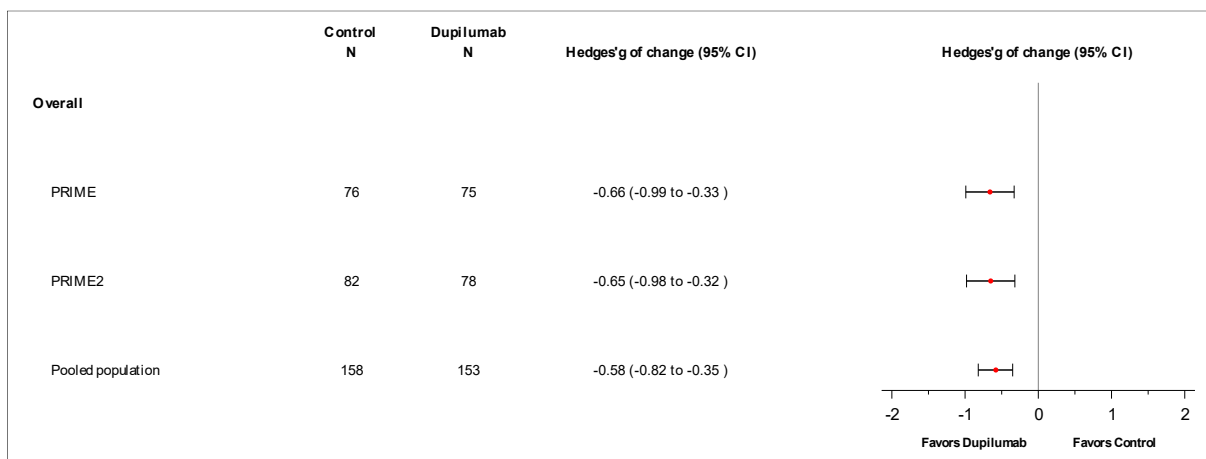 Control Dupilumab
N N Hedges'g of change (95% CI) Hedges'g of change (95% CI)
Overall
PRIME 76 75 -0.66 (-0.99 to -0.33 )
PRIME2 82 78 -0.65 (-0.98 to -0.32 )
Pooled population 158 153 -0.58 (-0.82 to -0.35 )
-2 -1 0 1 2
Favors Dupilumab Favors Control